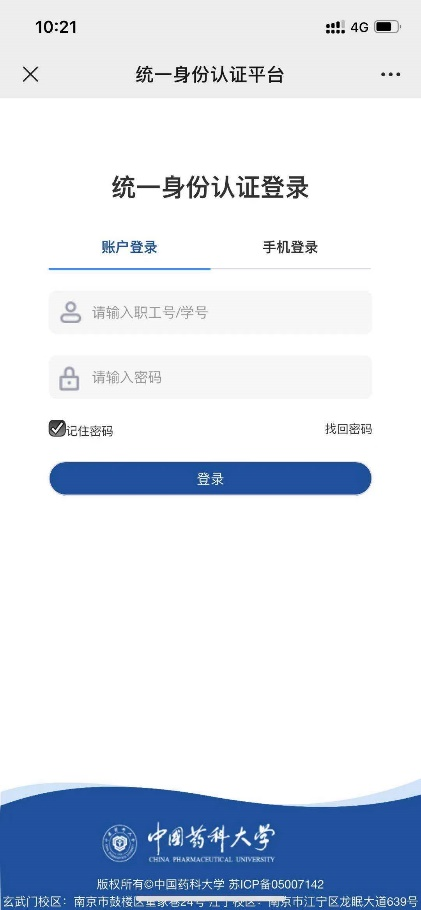 10:21
4G
统一身份认证平台
统一身份认证登录
账户登录
手机登录
请输入职工号/学号
请输入密码
记住密码
找回密码
登录
中国药科大学
CHINA PHARMACEUTICAL UNIVERSITY
版权所有©中国药科大学 苏ICP备05007142
玄武门校区：南京市鼓楼区童家巷24号 江宁校区：南京市江宁区龙眠大道639号